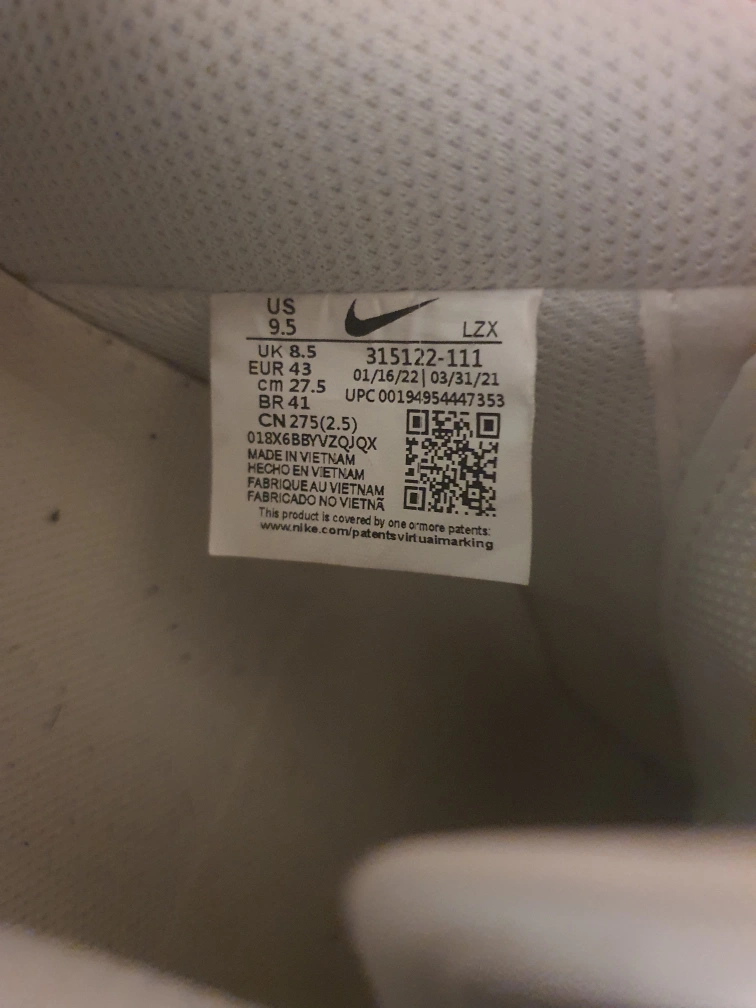 US
9.5
LZX
UK 8.5
EUR 43
cm 27.5
BR 41
CN 275(2.5)
315122-111
01/16/22| 03/31/21
UPC 00194954447353
018X6BBYVZQJQX
MADE IN VIETNAM
HECHO EN VIETNAM
FABRIQUE AU VIETNAM
FABRICADO NO VIETNÃ
This product is covered by one or more patents:
www.nike.com/patentsvirtualmarking